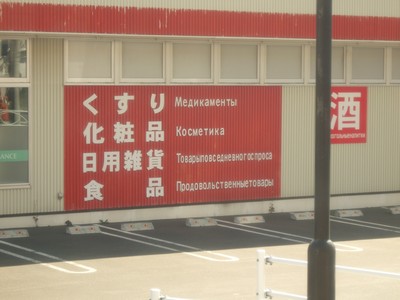 くすり Медикаменты
化粧品 Косметика
日用雑貨 Товарыповседневногоспроса
食品 Продовольственныетовары
酒